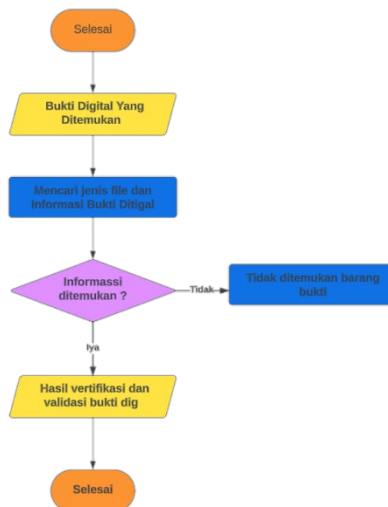 Selesai
Bukti Digital Yang
Ditemukan
Mencari jenis file dan
Informasi Bukti Ditigal
Informassi
ditemukan ?
Tidak
Tidak ditemukan barang
bukti
Iya
Hasil vertifikasi dan
validasi bukti dig
Selesai